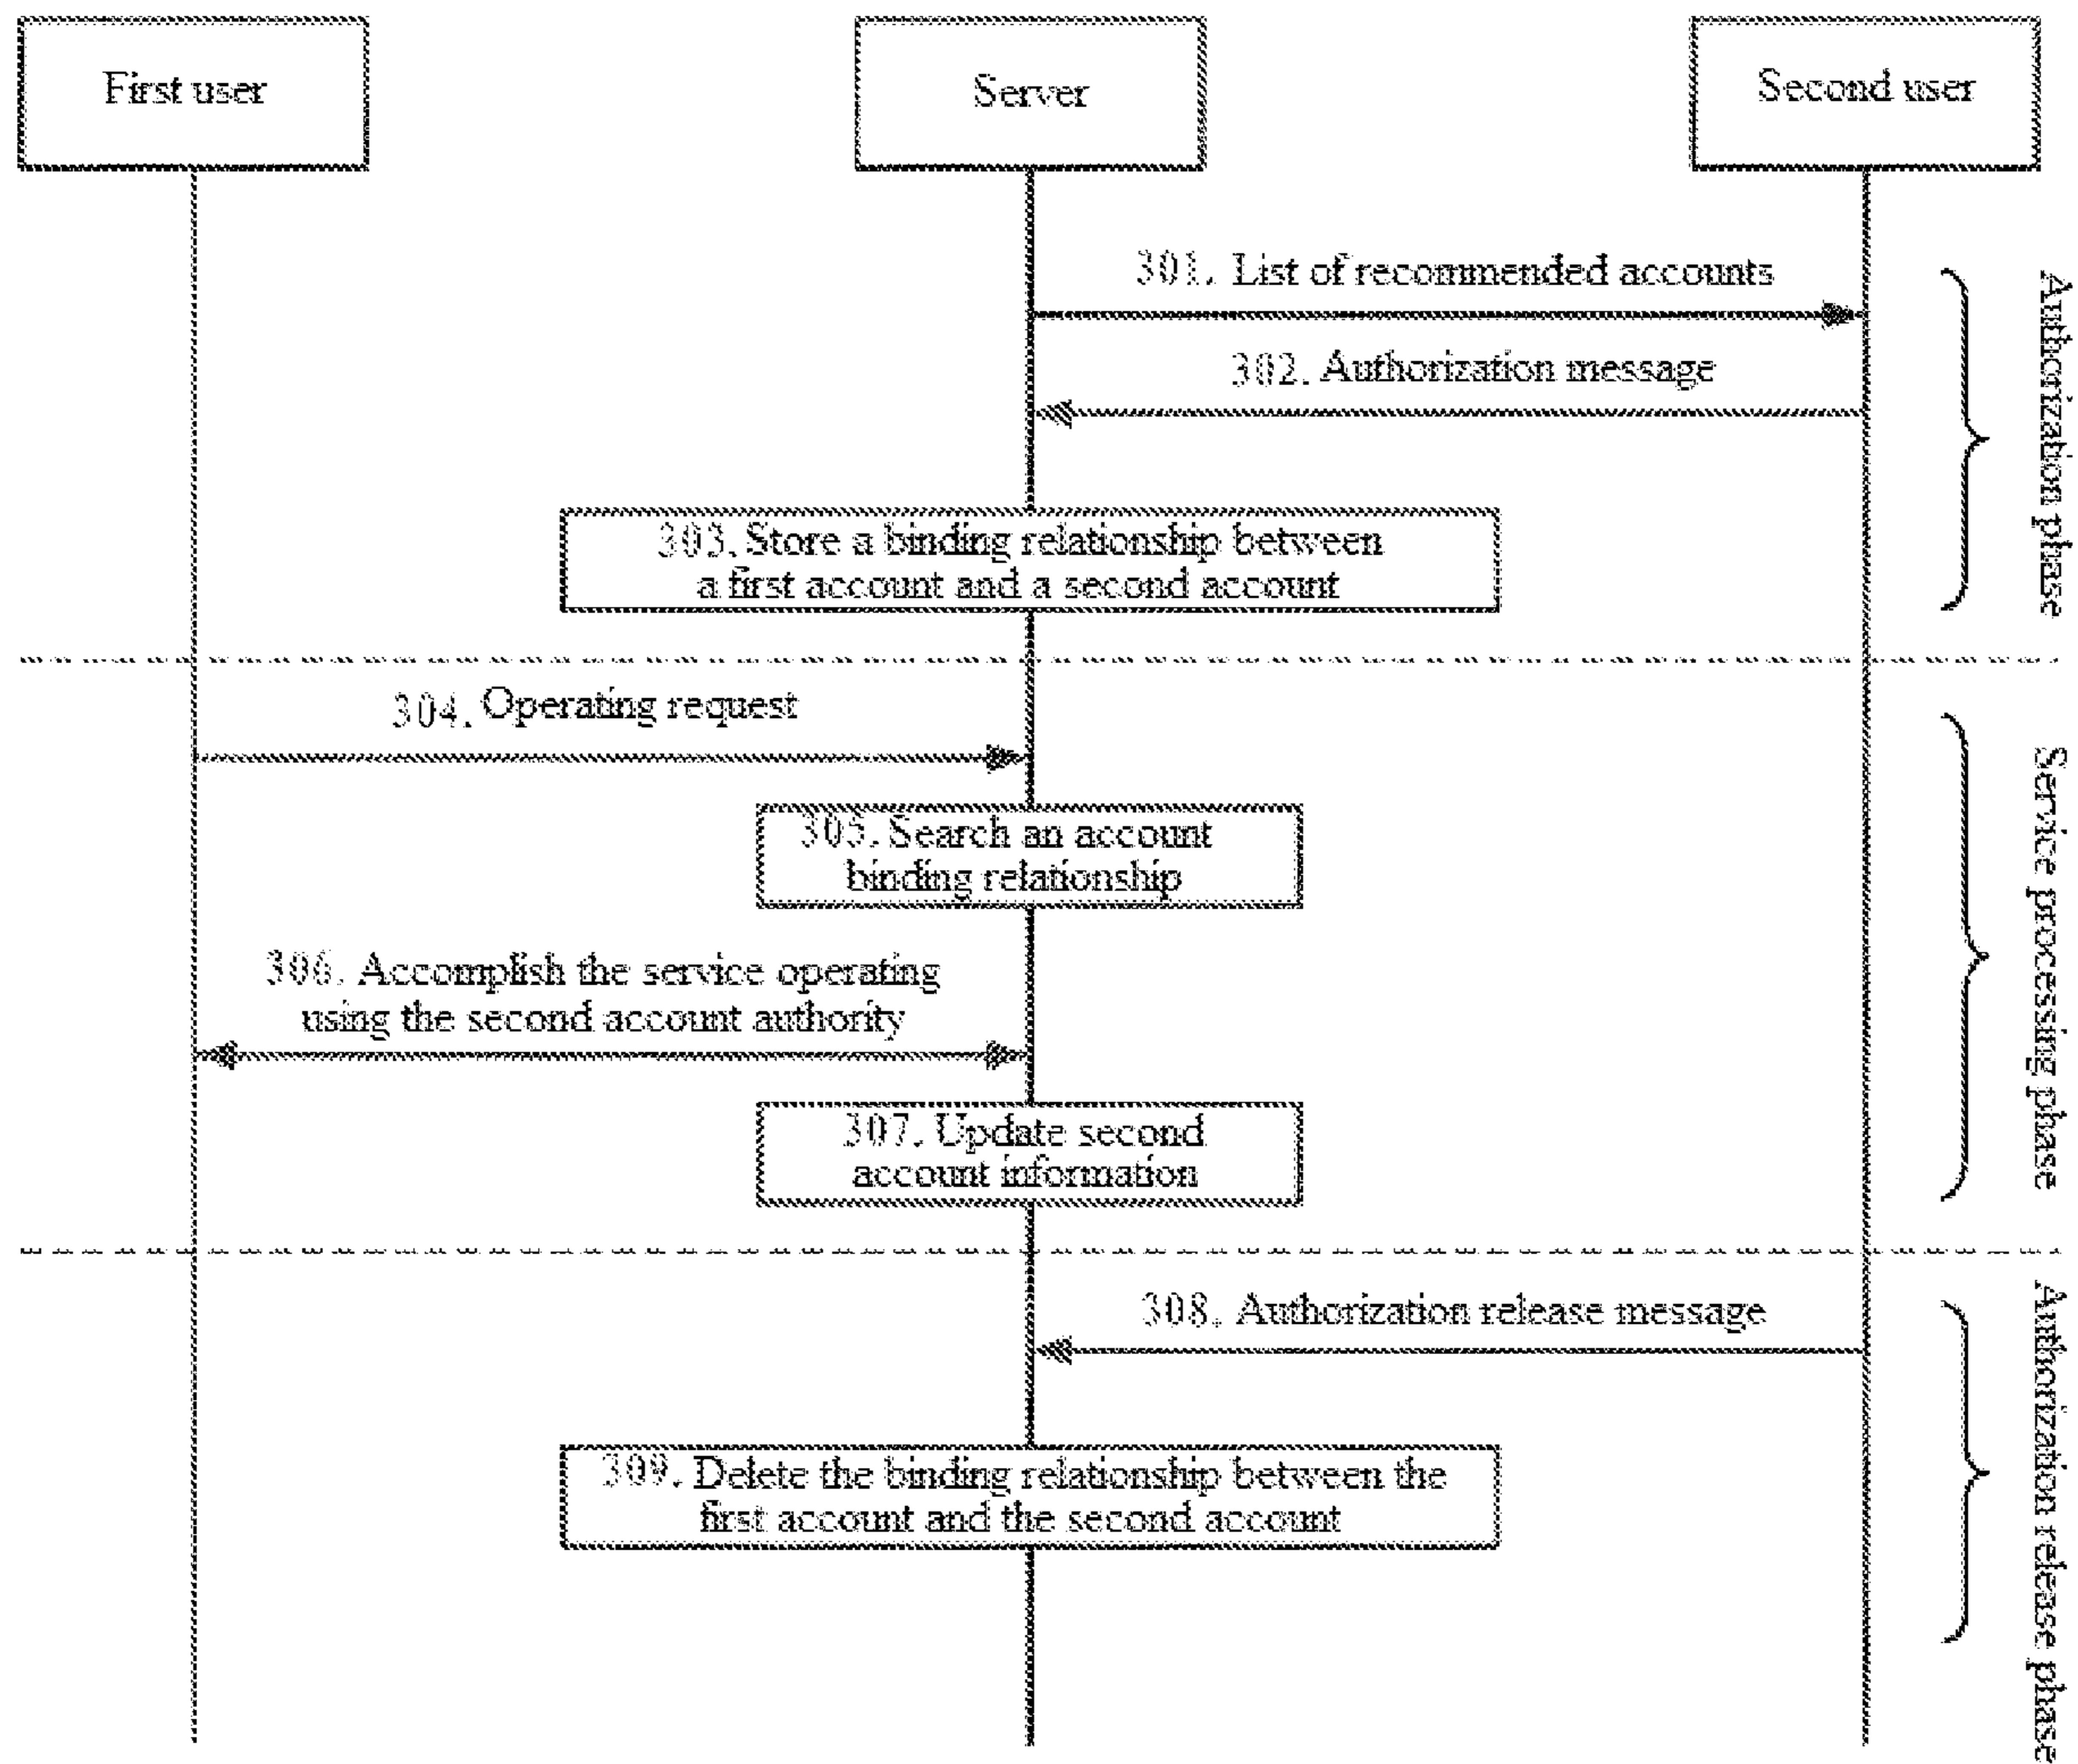 First user
Server
Second user
301. List of recommended accounts
302. Authorization message
303. Store a binding relationship between
a first account and a second account
Authorization phase
304. Operating request
305. Search an account
binding relationship
306. Accomplish the service operating
using the second account authority
307. Update second
account information
Service processing phase
308. Authorization release message
309. Delete the binding relationship between the
first account and the second account
Authorization release phase